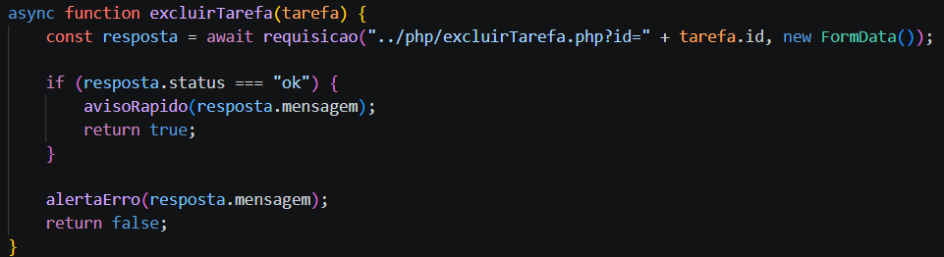 async function excluirTarefa(tarefa) {
const resposta = await requisicao("../php/excluirTarefa.php?id=" + tarefa.id, new FormData());
if (resposta.status === "ok") {
avisoRapido(resposta.mensagem);
return true;
}
alertaErro(resposta.mensagem);
return false;
}